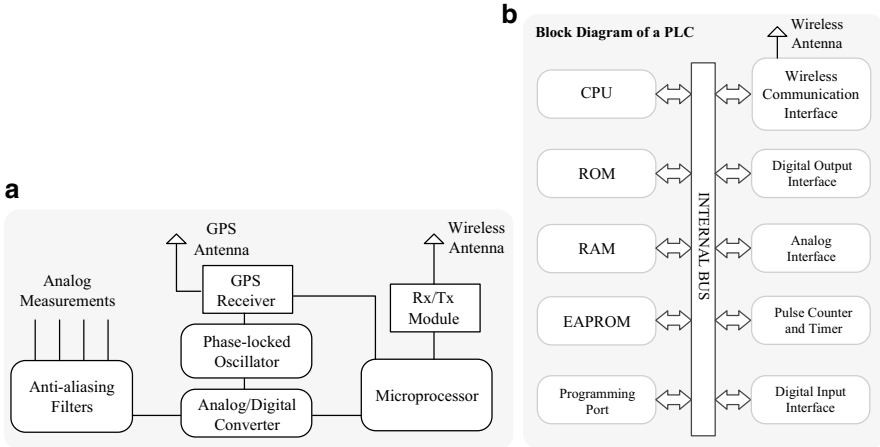 a
GPS
Antenna
Wireless
Antenna
Analog
Measurements
GPS
Receiver
Rx/Tx
Module
Phase-locked
Oscillator
Anti-aliasing
Filters
Analog/Digital
Converter
Microprocessor
b
Block Diagram of a PLC
Wireless
Antenna
CPU
Wireless
Communication
Interface
ROM
Digital Output
Interface
RAM
Analog
Interface
INTERNAL BUS
EAPROM
Pulse Counter
and Timer
Programming
Port
Digital Input
Interface